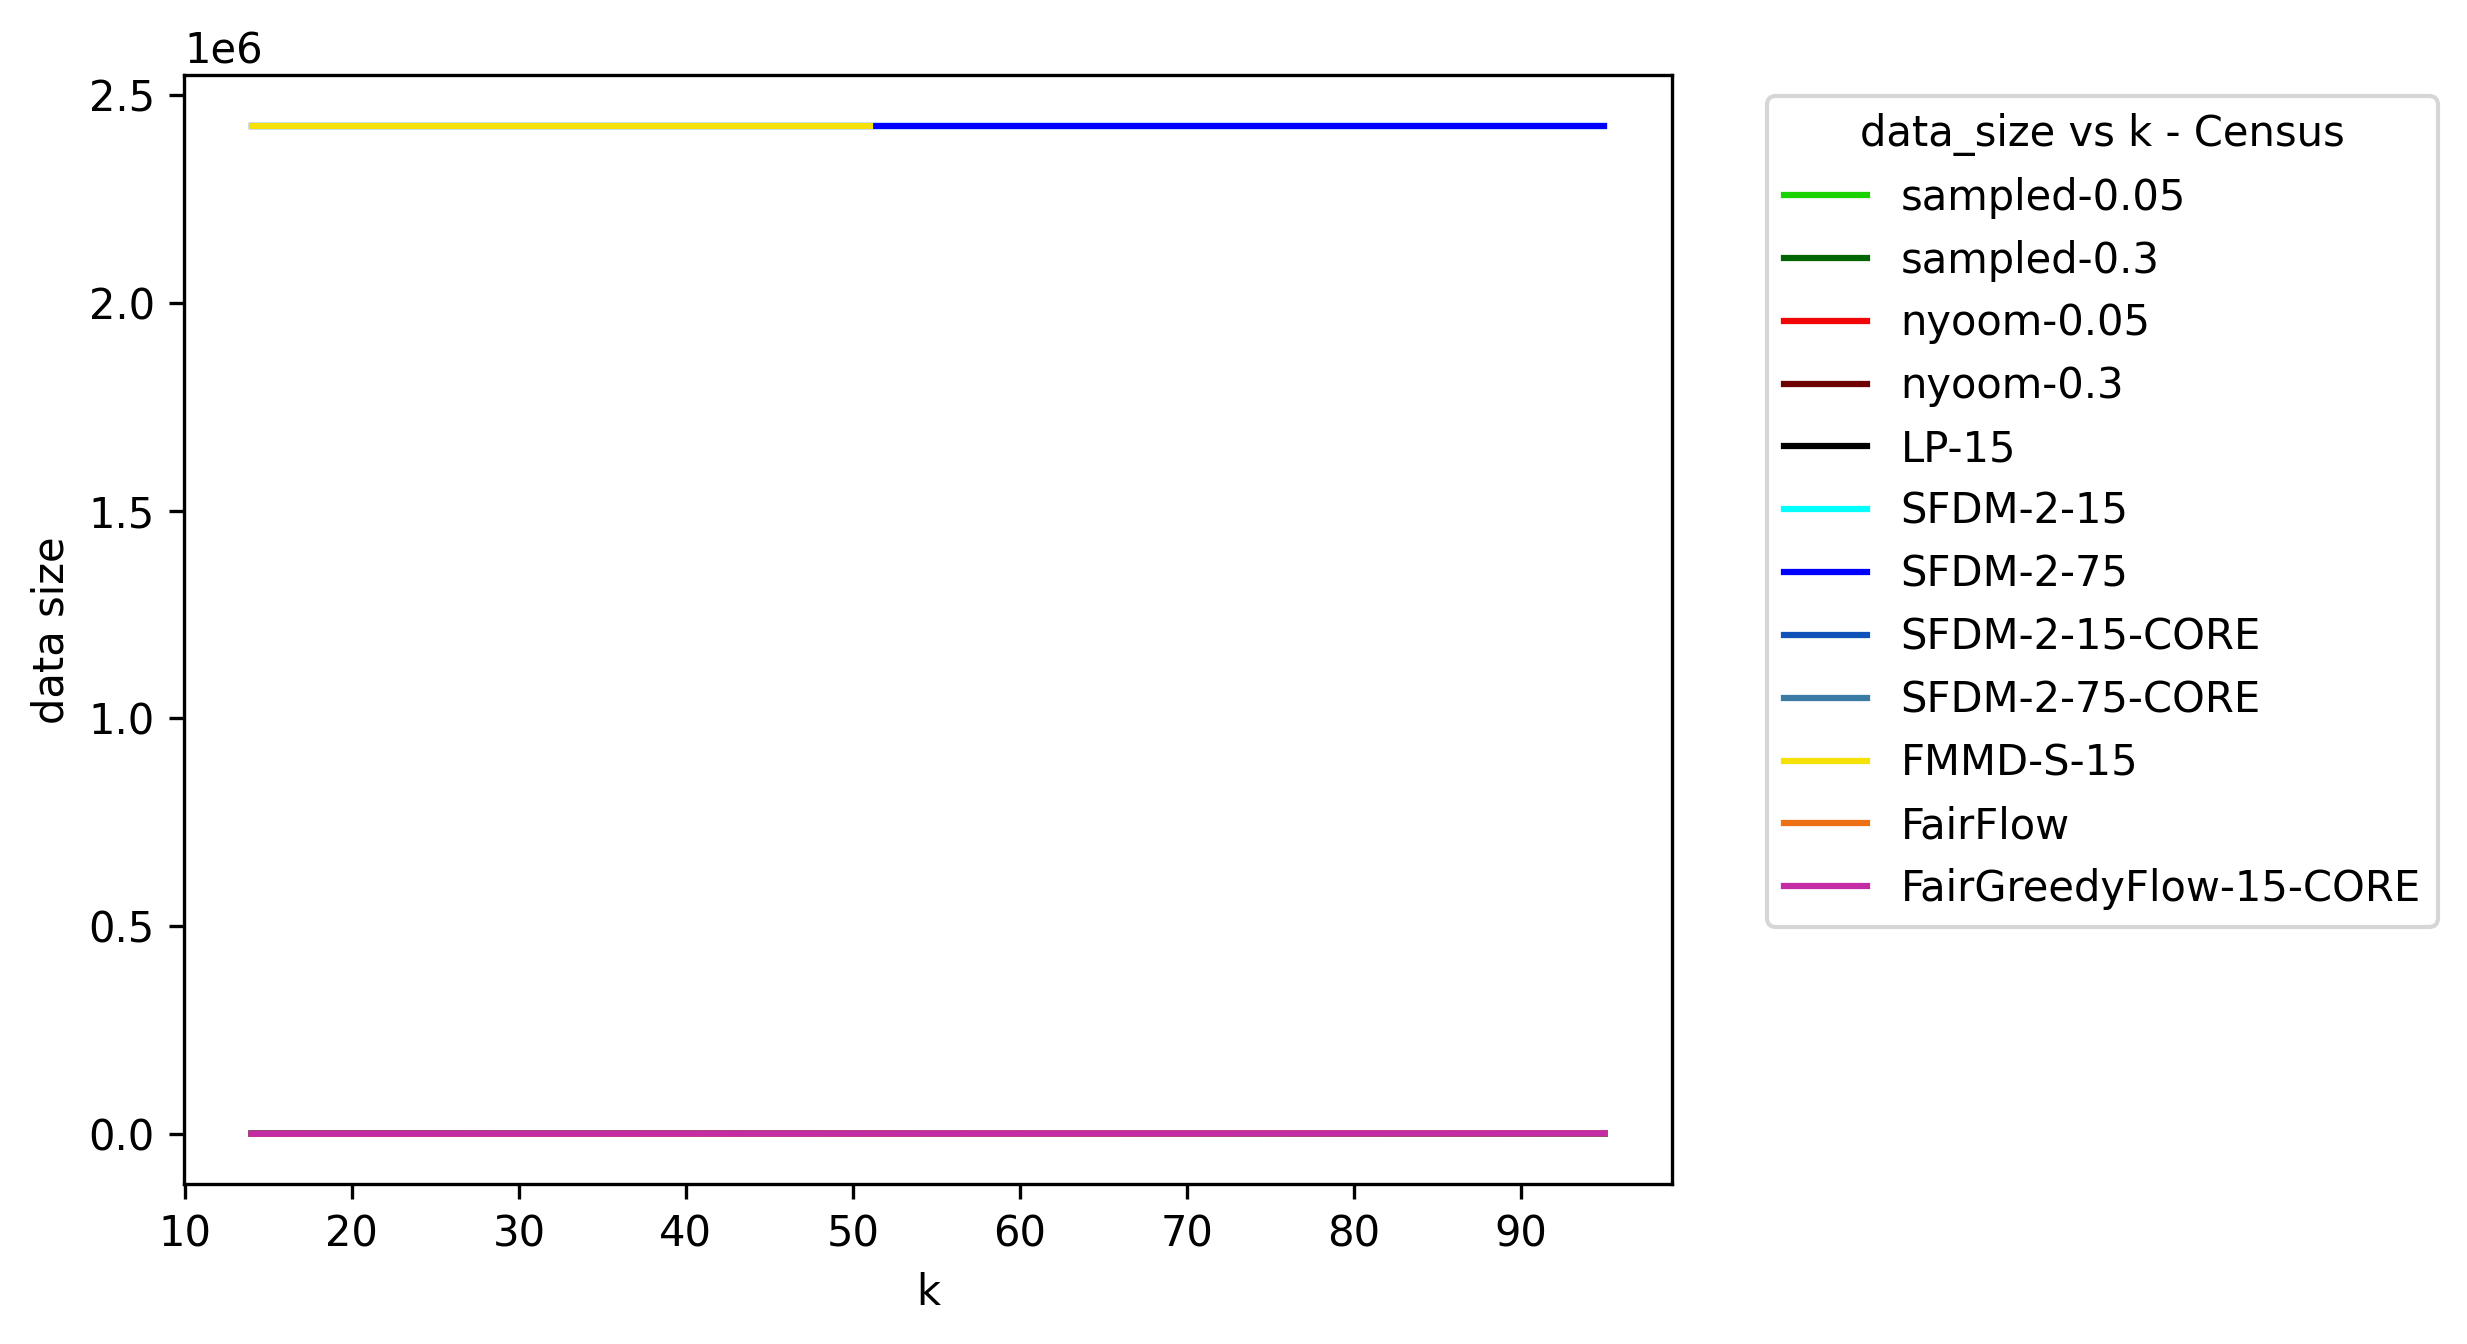 1e6
2.5
2.0
1.5
1.0
0.5
0.0
data size
10 20 30 40 50 60 70 80 90
k
data_size vs k - Census
sampled-0.05
sampled-0.3
nyoom-0.05
nyoom-0.3
LP-15
SFDM-2-15
SFDM-2-75
SFDM-2-15-CORE
SFDM-2-75-CORE
FMMD-S-15
FairFlow
FairGreedyFlow-15-CORE